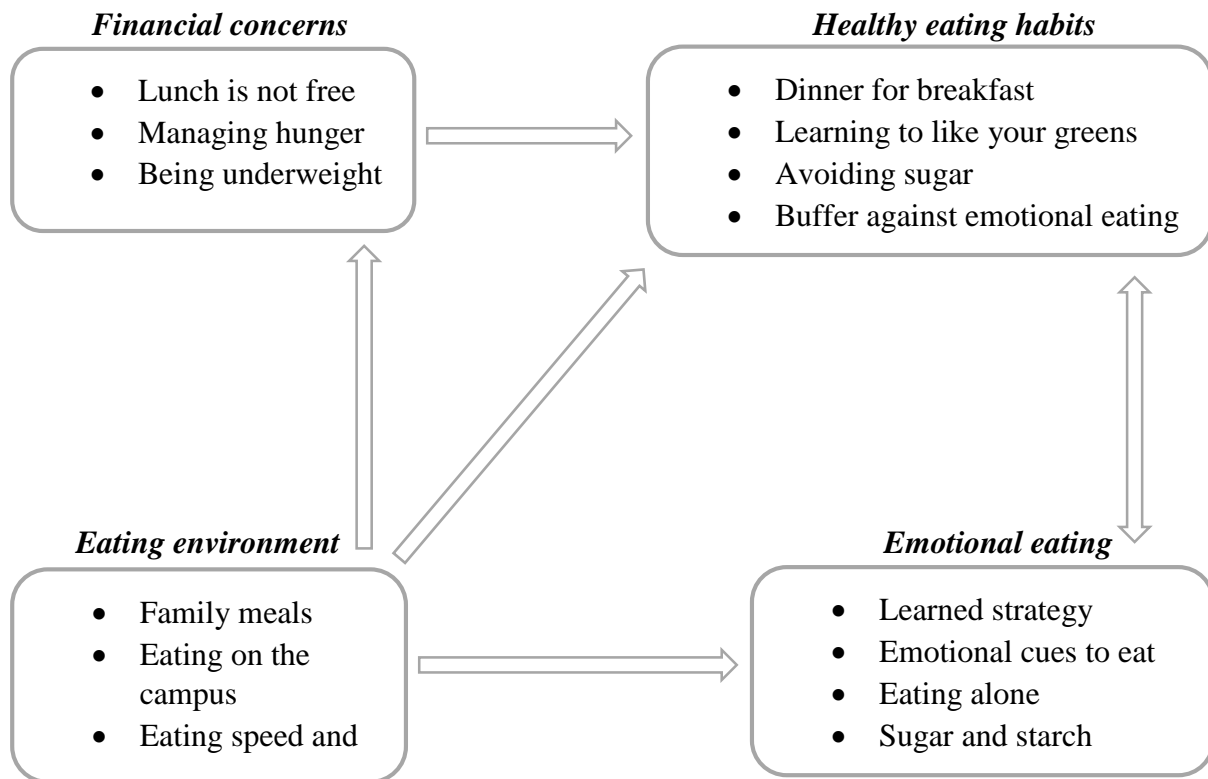 Financial concerns
• Lunch is not free
• Managing hunger
• Being underweight
Healthy eating habits
• Dinner for breakfast
• Learning to like your greens
• Avoiding sugar
• Buffer against emotional eating
Eating environment
• Family meals
• Eating on the
campus
• Eating speed and
Emotional eating
• Learned strategy
• Emotional cues to eat
• Eating alone
• Sugar and starch